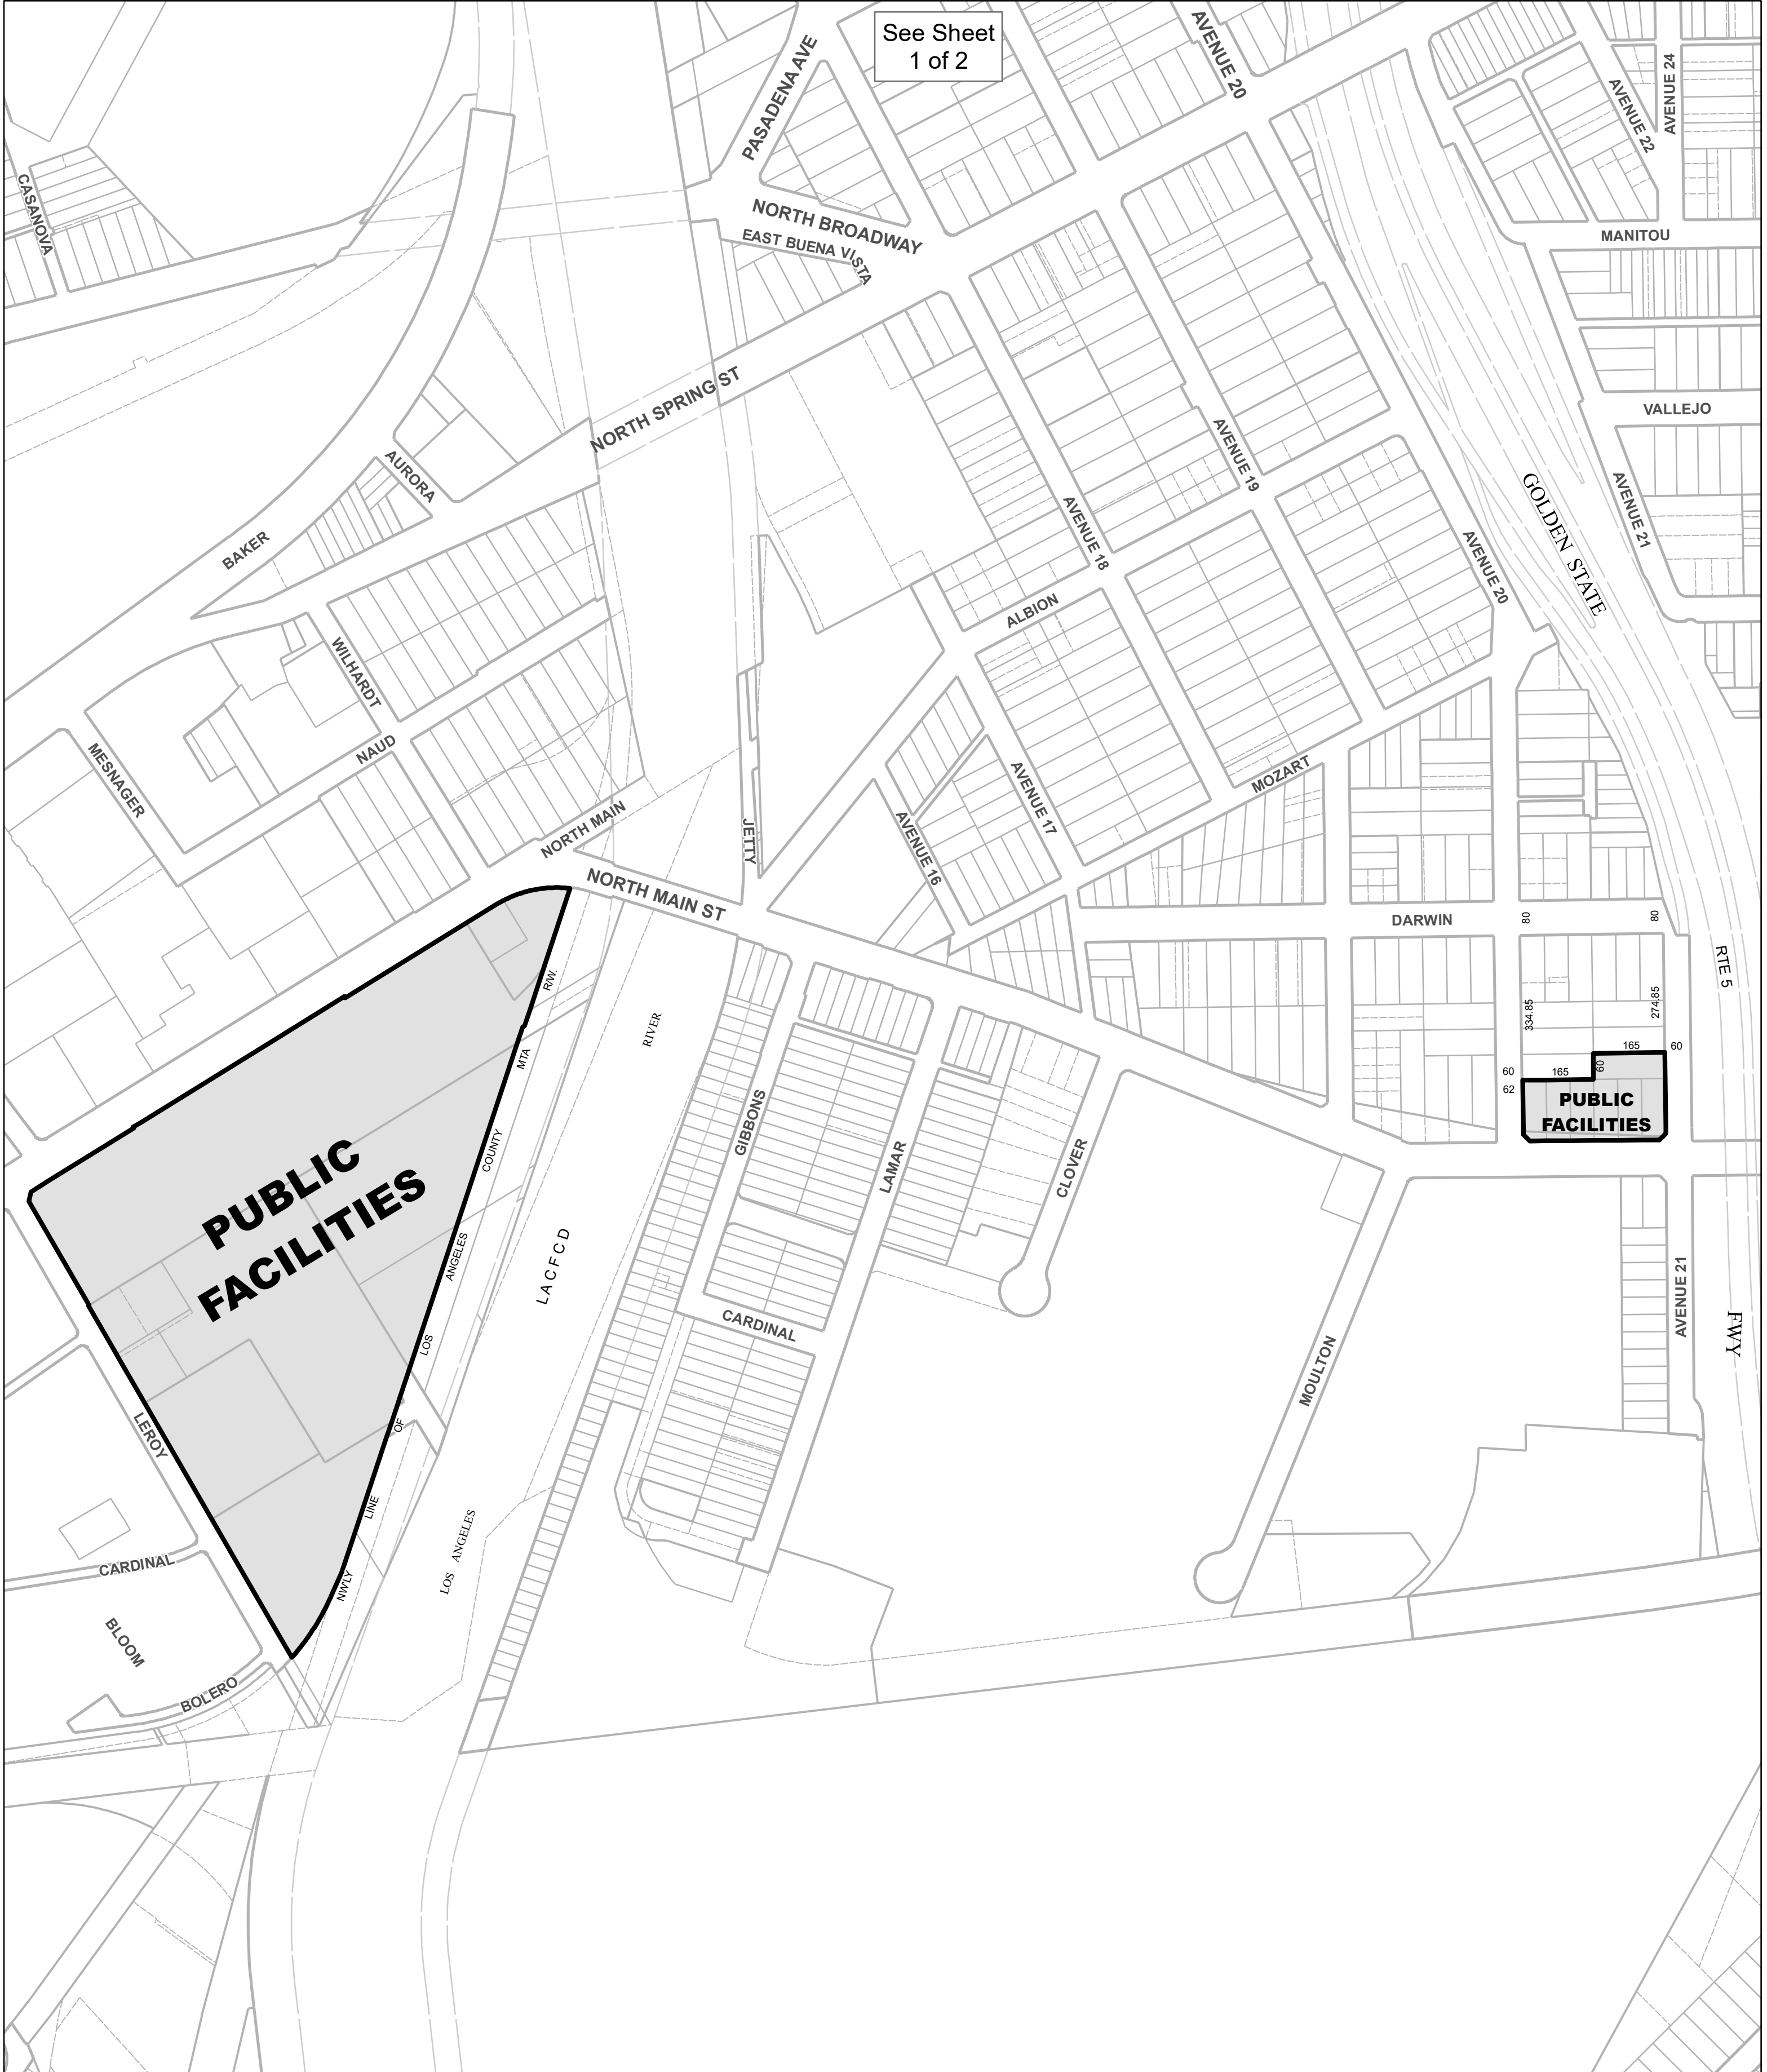 See Sheet
1 of 2
PASADENA AVE
AVENUE 20
AVENUE 22
AVENUE 24
CASANOVA
NORTH BROADWAY
EAST BUENA VISTA
MANITOU
NORTH SPRING ST
VALLEJO
AURORA
AVENUE 19
AVENUE 18
AVENUE 20
GOLDEN STATE
AVENUE 21
BAKER
ALBION
WILHARDT
NAUD
MESNAGER
MOZART
NORTH MAIN
JETTY
AVENUE 16
AVENUE 17
NORTH MAIN ST
DARWIN
80
80
RTE 5
R/W.
RIVER
334.85
274.85
MTA
165
60
60
165
60
62
PUBLIC
FACILITIES
PUBLIC
FACILITIES
COUNTY
GIBBONS
LAMAR
CLOVER
ANGELES
LACFCD
AVENUE 21
FWY
CARDINAL
LOS
MOULTON
LEROY
OF
LINE
LOS ANGELES
CARDINAL
NW'LY
BLOOM
BOLERO